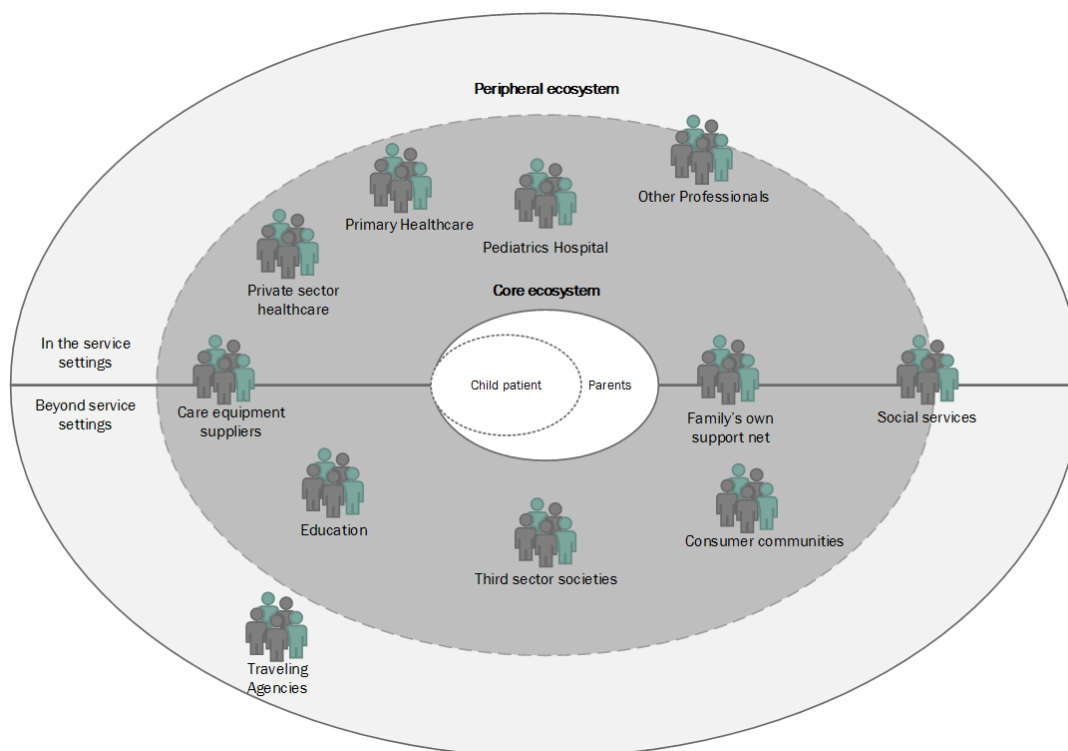 Peripheral ecosystem
Other Professionals
Primary Healthcare
Pediatrics Hospital
Private sector
healthcare
Core ecosystem
In the service
settings
Child patient
Parents
Beyond service
settings
Care equipment
suppliers
Family's own
support net
Social services
Education
Consumer communities
Third sector societies
Traveling
Agencies